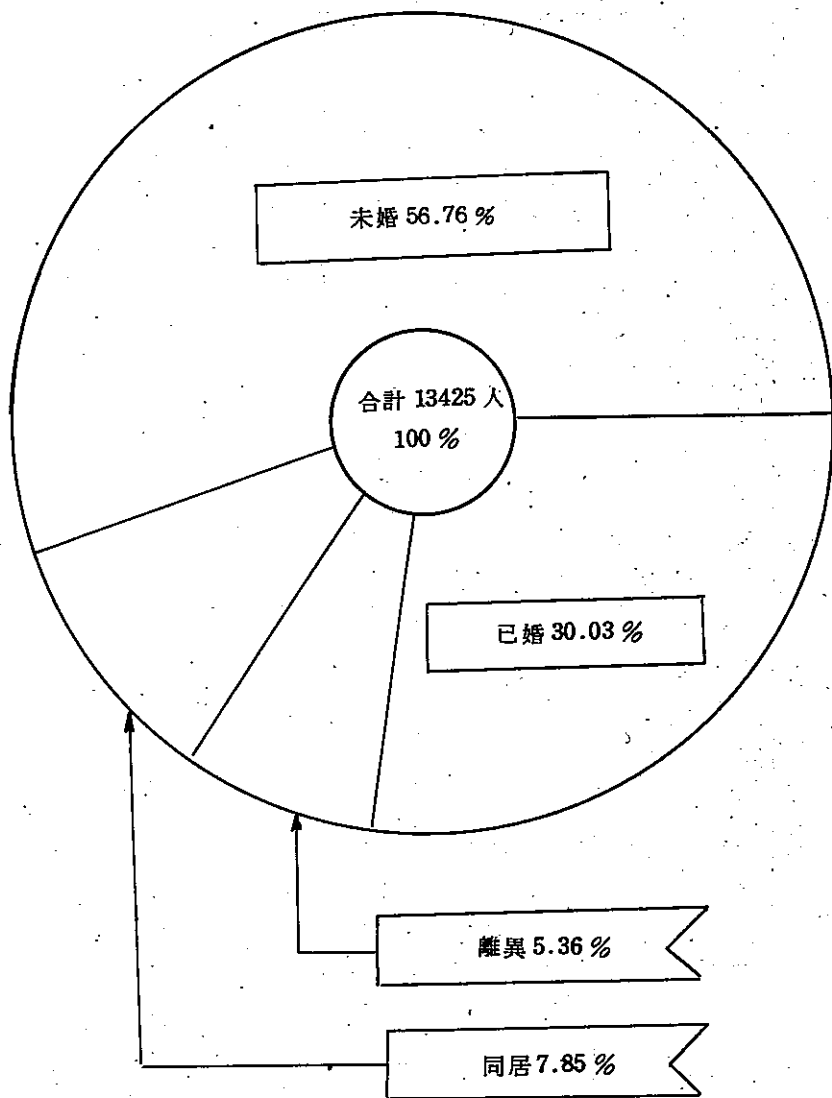 未婚 56.76 %
合計 13425 人
100 %
已婚 30.03 %
離異 5.36 %
同居 7.85 %